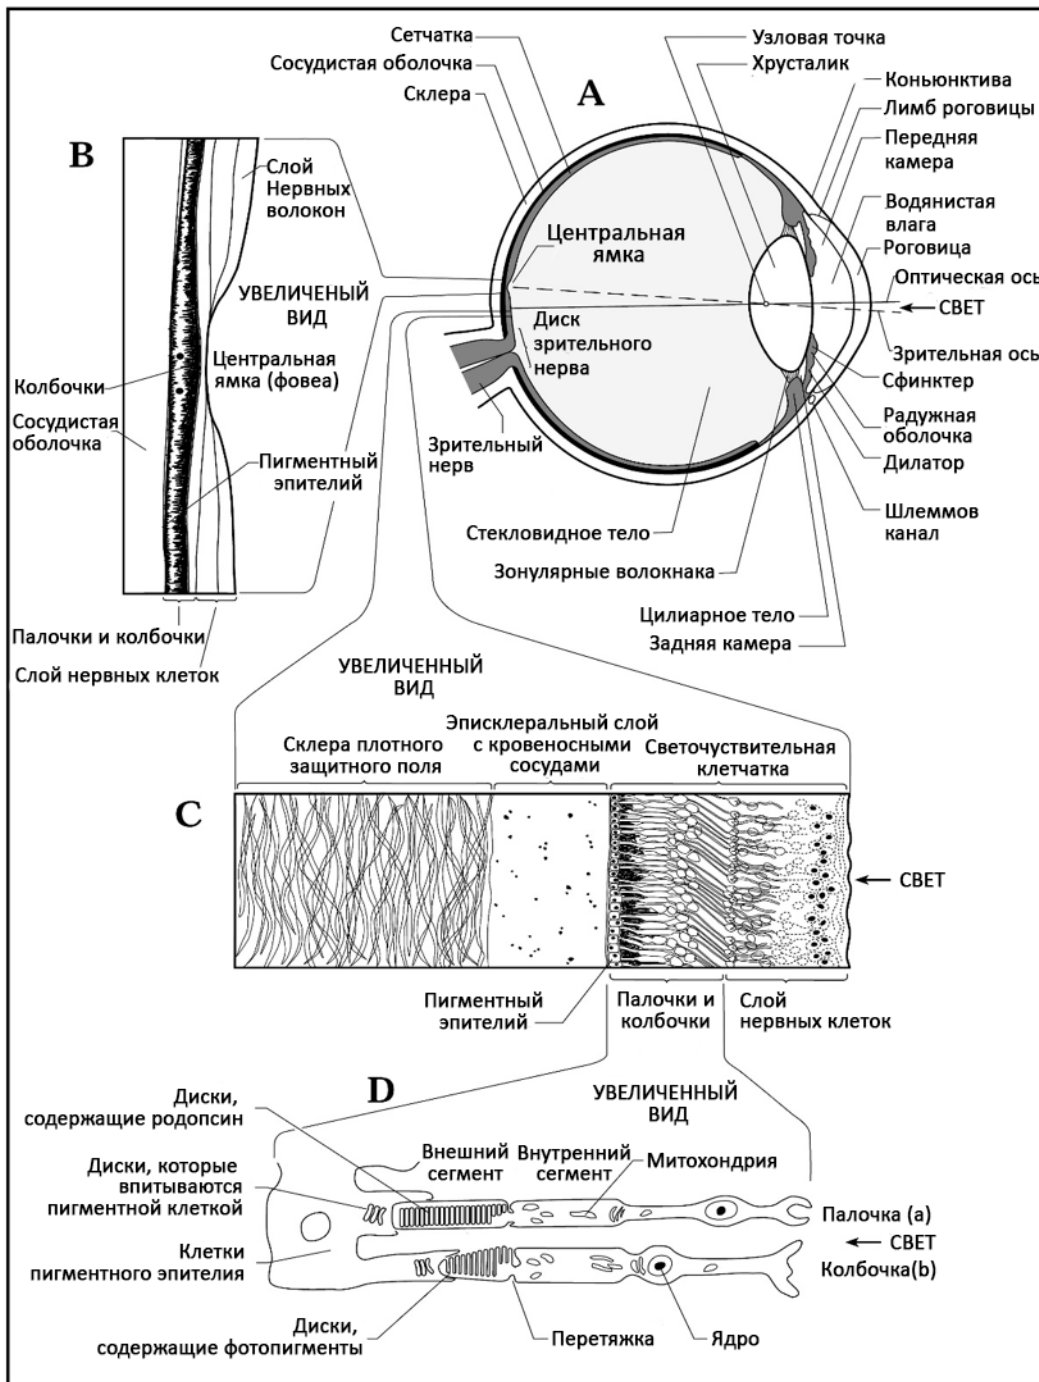 Сетчатка
Сосудистая оболочка
Склера
A
Узловая точка
Хрусталик
Коньюнктива
Лимб роговицы
Передняя
камера
Водянистая
влага
Роговица
Оптическая ось
СВЕТ
Зрительная ось
Сфинктер
Радужная
оболочка
Дилатор
Шлеммов
канал
Центральная
ямка
Диск
зрительного
нерва
Зрительный
нерв
Стекловидное тело
Зонулярные волокнака
Цилиарное тело
Задняя камера
B
Слой
Нервных
волокон
УВЕЛИЧЕНЫЙ
ВИД
Центральная
ямка (фовеа)
Колбочки
Сосудистая
оболочка
Пигментный
эпителий
Палочки и колбочки
Слой нервных клеток
УВЕЛИЧЕННЫЙ
ВИД
Склера плотного
защитного поля
Эписклеральный слой
с кровеносными
сосудами
Светочуствительная
клетчатка
C
СВЕТ
Пигментный
эпителий
Палочки и
колбочки
Слой
нервных клеток
D
УВЕЛИЧЕННЫЙ
ВИД
Диски,
содержащие родопсин
Диски, которые
впитываются
пигментной клеткой
Клетки
пигментного эпителия
Внешний
сегмент
Внутренний
сегмент
Митохондрия
Палочка (a)
СВЕТ
Колбочка(b)
Диски,
содержащие фотопигменты
Перетяжка
Ядро